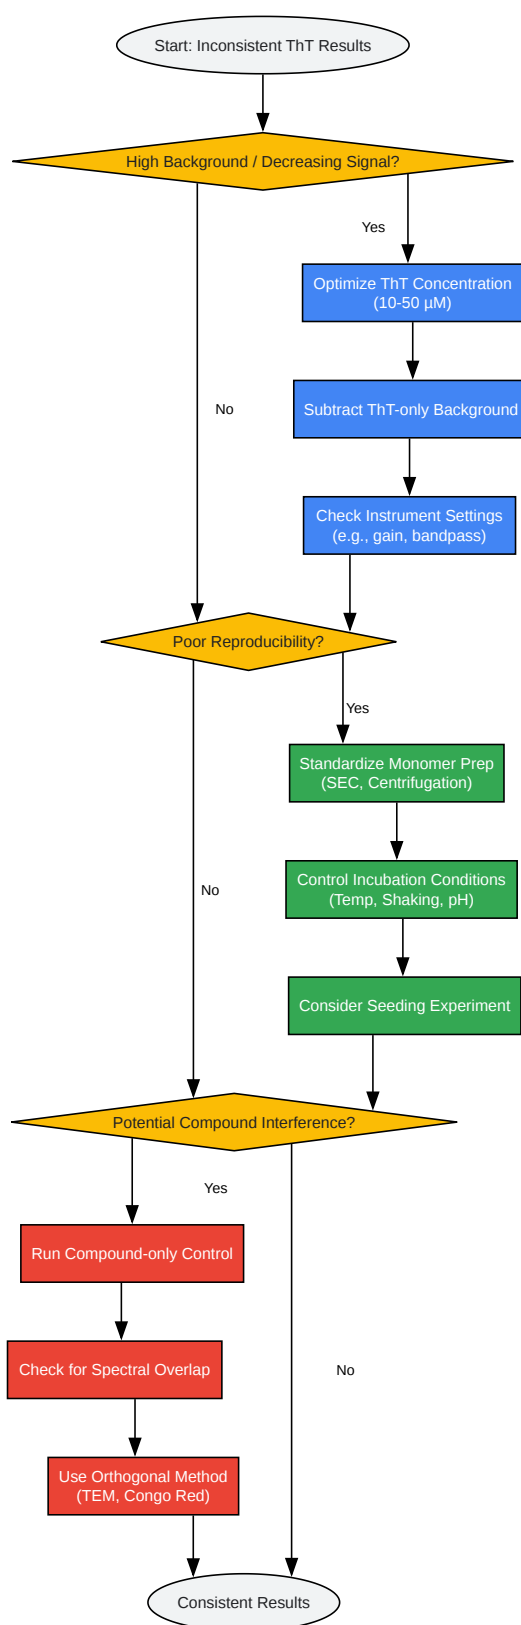 Start: Inconsistent ThT Results
High Background / Decreasing Signal?
Yes
Optimize ThT Concentration
(10-50 µM)
No
Subtract ThT-only Background
Check Instrument Settings
(e.g., gain, bandpass)
Poor Reproducibility?
Yes
Standardize Monomer Prep
(SEC, Centrifugation)
No
Control Incubation Conditions
(Temp, Shaking, pH)
Consider Seeding Experiment
Potential Compound Interference?
Yes
Run Compound-only Control
Check for Spectral Overlap
No
Use Orthogonal Method
(TEM, Congo Red)
Consistent Results